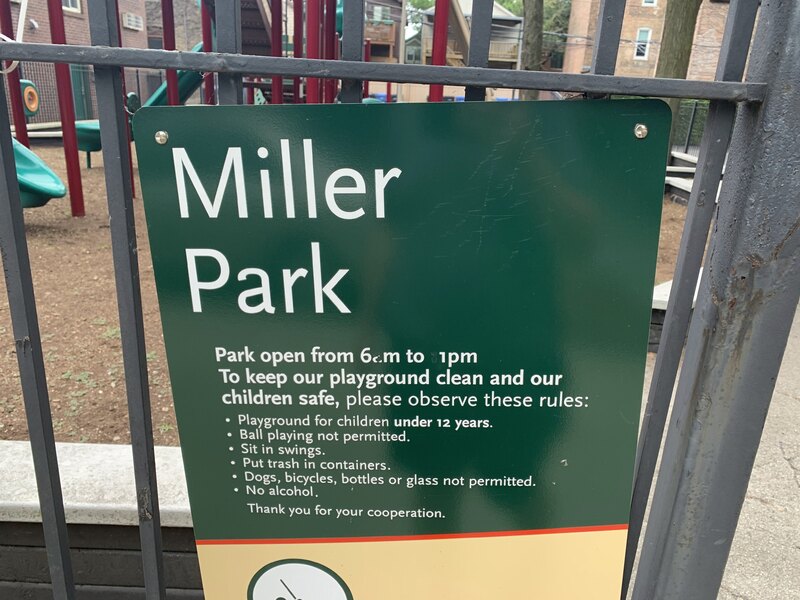 Miller
Park
Park open from 6 .m to 1pm
To keep our playground clean and our
children safe, please observe these rules:
• Playground for children under 12 years.
• Ball playing not permitted.
• Sit in swings.
• Put trash in containers.
• Dogs, bicycles, bottles or glass not permitted.
• No alcohol.
Thank you for your cooperation.